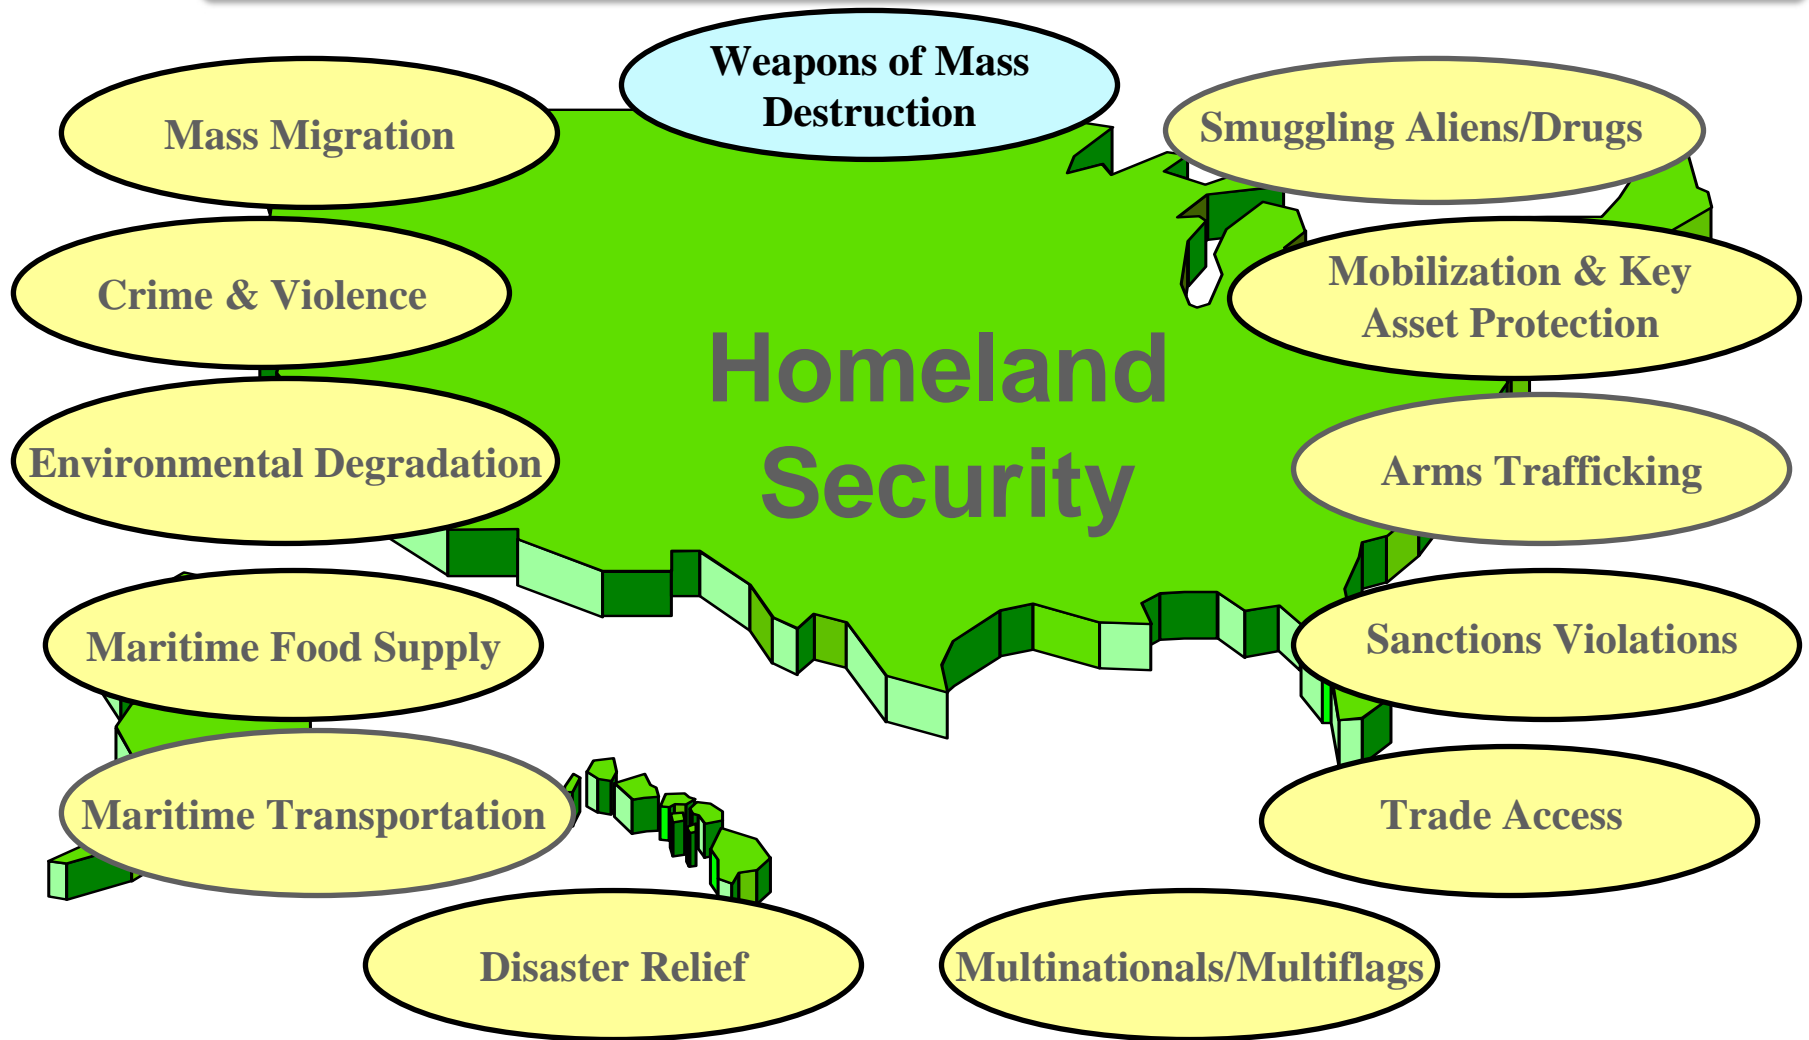 Weapons of Mass
Destruction
Mass Migration
Smuggling Aliens/Drugs
Crime & Violence
Mobilization & Key
Asset Protection
Homeland
Security
Environmental Degradation
Arms Trafficking
Maritime Food Supply
Sanctions Violations
Maritime Transportation
Trade Access
Disaster Relief
Multinationals/Multiflags